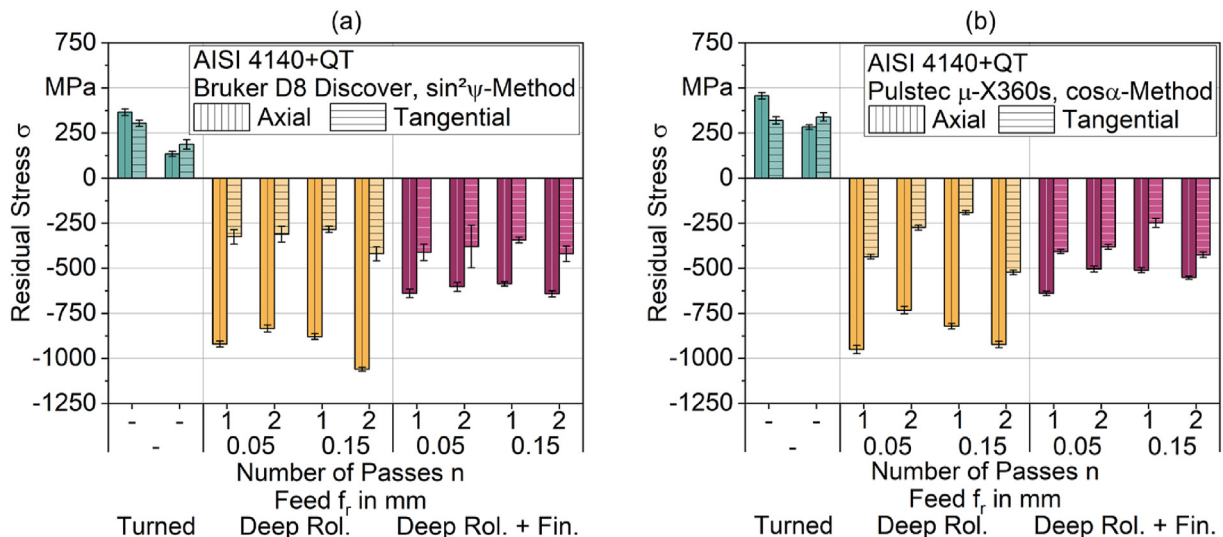 (a)
750
MPa
250
0
-250
-500
-750
-1000
-1250
Residual Stress σ
AISI 4140+QT
Bruker D8 Discover, sin²ψ-Method
Axial Tangential
- - 1 2 1 2 1 2 1 2
- 0.05 0.15 0.05 0.15
Number of Passes n
Feed fᵣ in mm
Turned Deep Rol. Deep Rol. + Fin.
(b)
750
MPa
250
0
-250
-500
-750
-1000
-1250
Residual Stress σ
AISI 4140+QT
Pulstec μ-X360s, cosα-Method
Axial Tangential
- - 1 2 1 2 1 2 1 2
- 0.05 0.15 0.05 0.15
Number of Passes n
Feed fᵣ in mm
Turned Deep Rol. Deep Rol. + Fin.